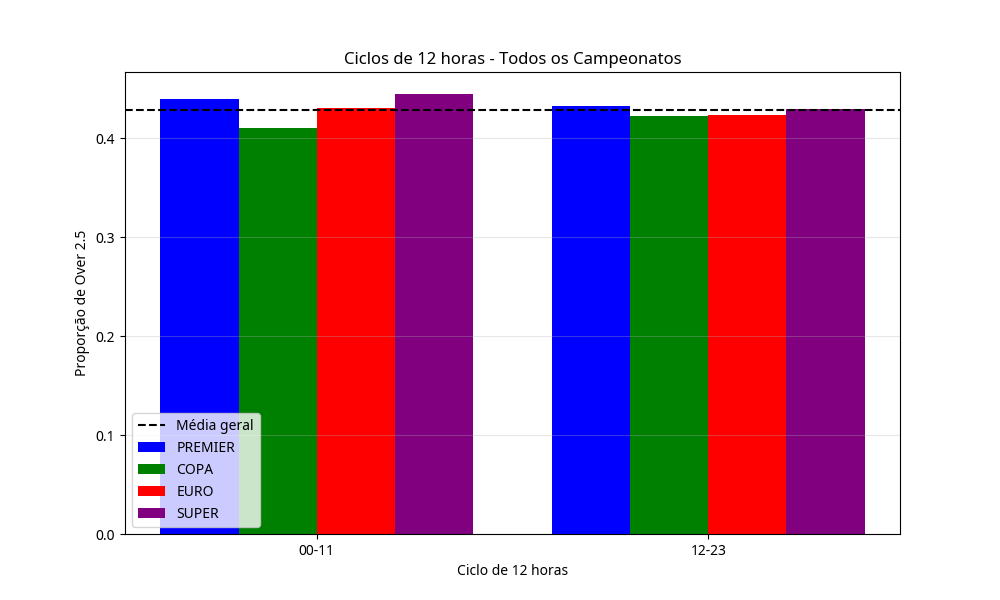 Ciclos de 12 horas - Todos os Campeonatos
Proporção de Over 2.5
0.4
0.3
0.2
0.1
0.0
Média geral
PREMIER
COPA
EURO
SUPER
00-11
12-23
Ciclo de 12 horas